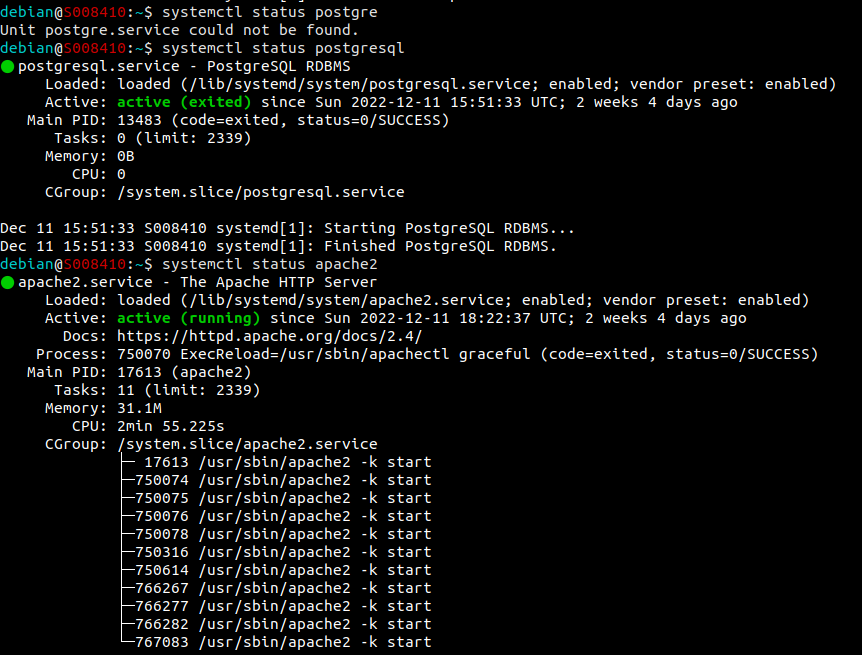 debian@S008410:~$ systemctl status postgre
Unit postgre.service could not be found.
debian@S008410:~$ systemctl status postgresql
● postgresql.service - PostgreSQL RDBMS
     Loaded: loaded (/lib/systemd/system/postgresql.service; enabled; vendor preset: enabled)
     Active: active (exited) since Sun 2022-12-11 15:51:33 UTC; 2 weeks 4 days ago
   Main PID: 13483 (code=exited, status=0/SUCCESS)
      Tasks: 0 (limit: 2339)
     Memory: 0B
        CPU: 0
     CGroup: /system.slice/postgresql.service

Dec 11 15:51:33 S008410 systemd[1]: Starting PostgreSQL RDBMS...
Dec 11 15:51:33 S008410 systemd[1]: Finished PostgreSQL RDBMS.
debian@S008410:~$ systemctl status apache2
● apache2.service - The Apache HTTP Server
     Loaded: loaded (/lib/systemd/system/apache2.service; enabled; vendor preset: enabled)
     Active: active (running) since Sun 2022-12-11 18:22:37 UTC; 2 weeks 4 days ago
       Docs: https://httpd.apache.org/docs/2.4/
    Process: 750070 ExecReload=/usr/sbin/apachectl graceful (code=exited, status=0/SUCCESS)
   Main PID: 17613 (apache2)
      Tasks: 11 (limit: 2339)
     Memory: 31.1M
        CPU: 2min 55.225s
     CGroup: /system.slice/apache2.service
             ├─ 17613 /usr/sbin/apache2 -k start
             ├─750074 /usr/sbin/apache2 -k start
             ├─750075 /usr/sbin/apache2 -k start
             ├─750076 /usr/sbin/apache2 -k start
             ├─750078 /usr/sbin/apache2 -k start
             ├─750316 /usr/sbin/apache2 -k start
             ├─750614 /usr/sbin/apache2 -k start
             ├─766267 /usr/sbin/apache2 -k start
             ├─766277 /usr/sbin/apache2 -k start
             ├─766282 /usr/sbin/apache2 -k start
             └─767083 /usr/sbin/apache2 -k start